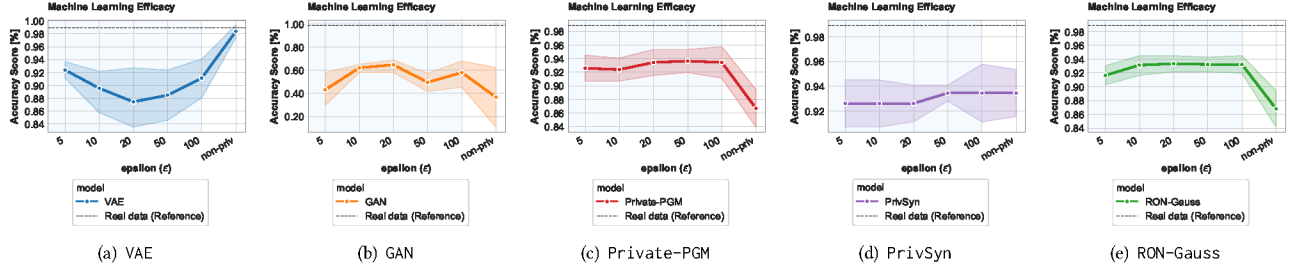 Machine Learning Efficacy
Accuracy Score [%]
1.00
0.98
0.96
0.94
0.92
0.90
0.88
0.86
0.84
5
10
20
50
100
non-priv
epsilon (ε)
model
VAE
Real data (Reference)
(a) VAE
Machine Learning Efficacy
Accuracy Score [%]
1.00
0.80
0.60
0.40
0.20
5
10
20
50
100
non-priv
epsilon (ε)
model
GAN
Real data (Reference)
(b) GAN
Machine Learning Efficacy
Accuracy Score [%]
0.98
0.96
0.94
0.92
0.90
0.88
0.86
0.84
5
10
20
50
100
non-priv
epsilon (ε)
model
Private-PGM
Real data (Reference)
(c) Private-PGM
Machine Learning Efficacy
Accuracy Score [%]
0.98
0.96
0.94
0.92
5
10
20
50
100
non-priv
epsilon (ε)
model
PrivSyn
Real data (Reference)
(d) PrivSyn
Machine Learning Efficacy
Accuracy Score [%]
0.98
0.96
0.94
0.92
0.90
0.88
0.86
0.84
5
10
20
50
100
non-priv
epsilon (ε)
model
RON-Gauss
Real data (Reference)
(e) RON-Gauss